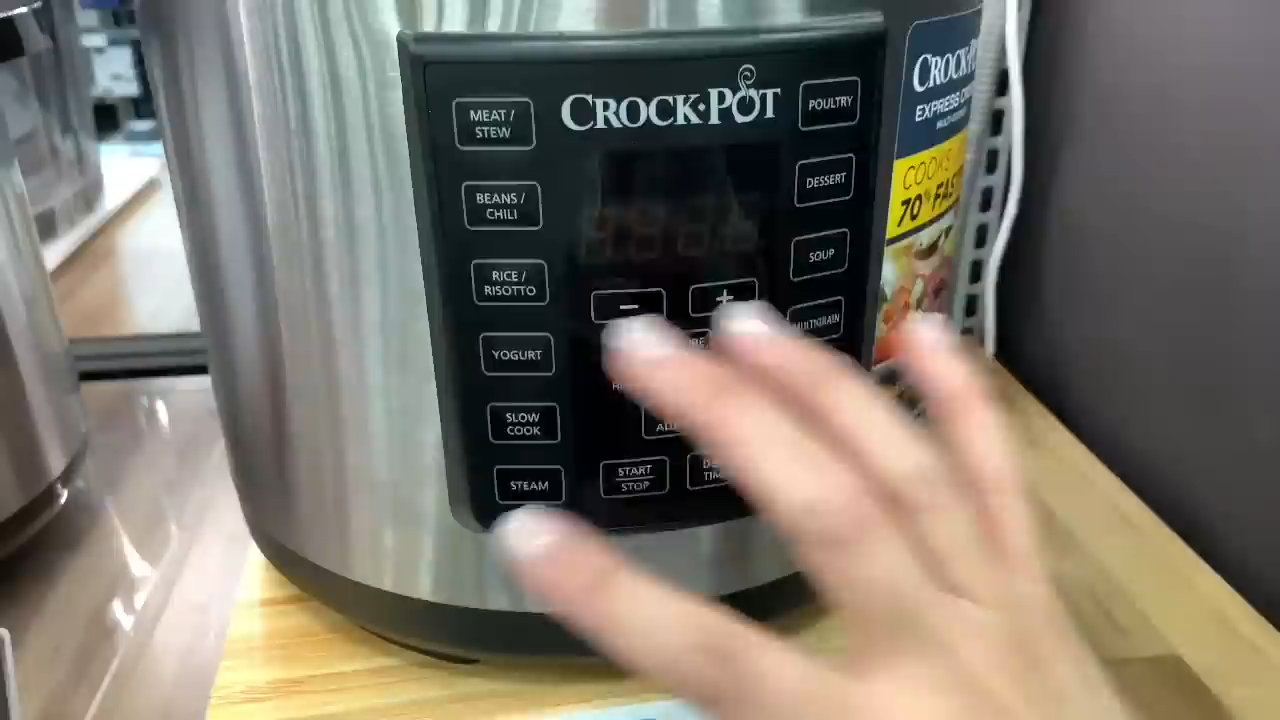 CROCK-POT
MEAT /
STEW
BEANS /
CHILI
RICE /
RISOTTO
YOGURT
SLOW
COOK
STEAM
−
+
START
STOP
POULTRY
DESSERT
SOUP
MULTIGRAIN
CROCK-P
EXPRESS
COOKS
70% FAST